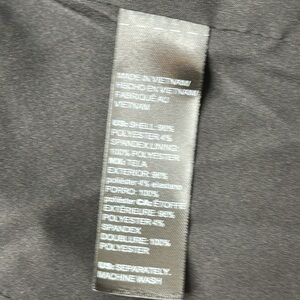 MADE IN VIETNAM/
HECHO EN VIETNAM/
FABRIQUÉ AU
VIETNAM
US: SHELL: 96%
POLYESTER 4%
SPANDEX LINING:
100% POLYESTER
MX: TELA
EXTERIOR: 96%
poliéster 4% elastano
FORRO: 100%
poliéster CA: ÉTOFFE
EXTÉRIEURE: 96%
POLYESTER 4%
SPANDEX
DOUBLURE: 100%
POLYESTER
US: SEPARATELY.
MACHINE WASH